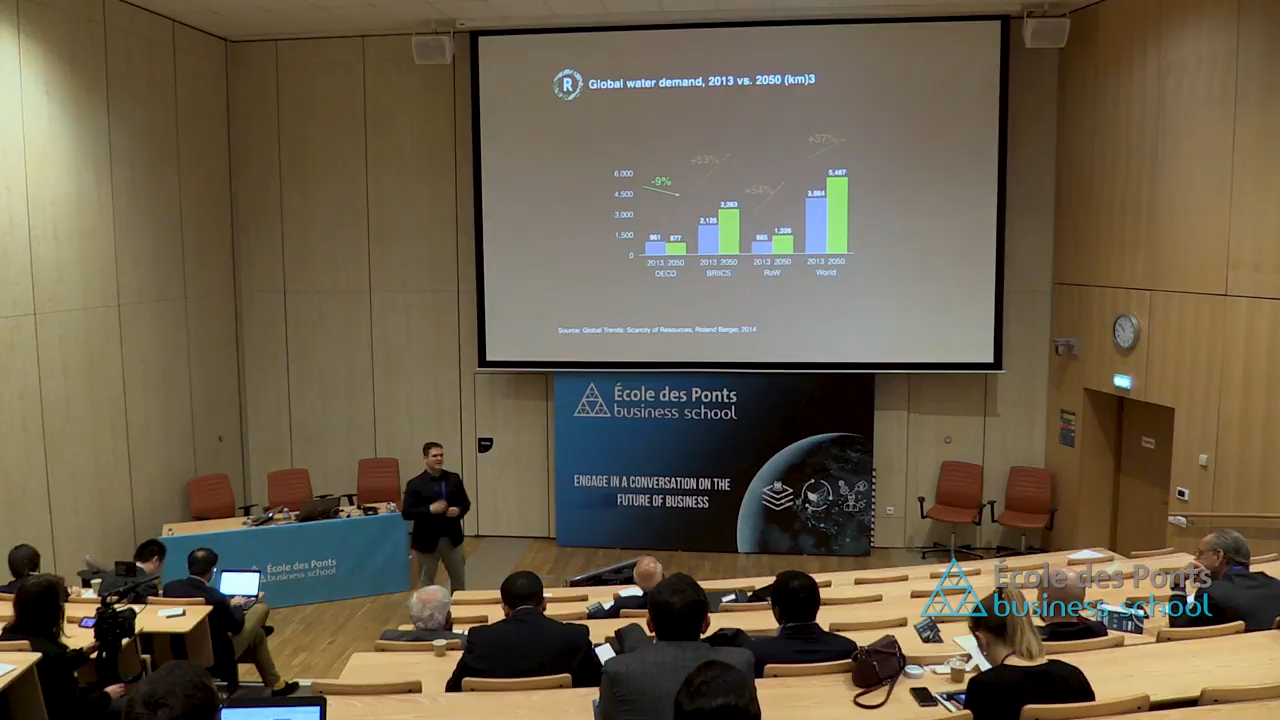 R
Global water demand, 2013 vs. 2050 (km)3
+37%
+53%
-9%
+54%
6.000
4,500
3,000
1,500
0
961
877
2,125
3,263
865
1,336
3.984
5,467
2013 2050
2013 2050
2013 2050
2013 2050
OECD
BRIICS
RoW
World
Source: Global Trends: Scarcity of Resources, Roland Berger, 2014
École des Ponts
business school
ENGAGE IN A CONVERSATION ON THE
FUTURE OF BUSINESS
École des Ponts
business school
École des Ponts
business school